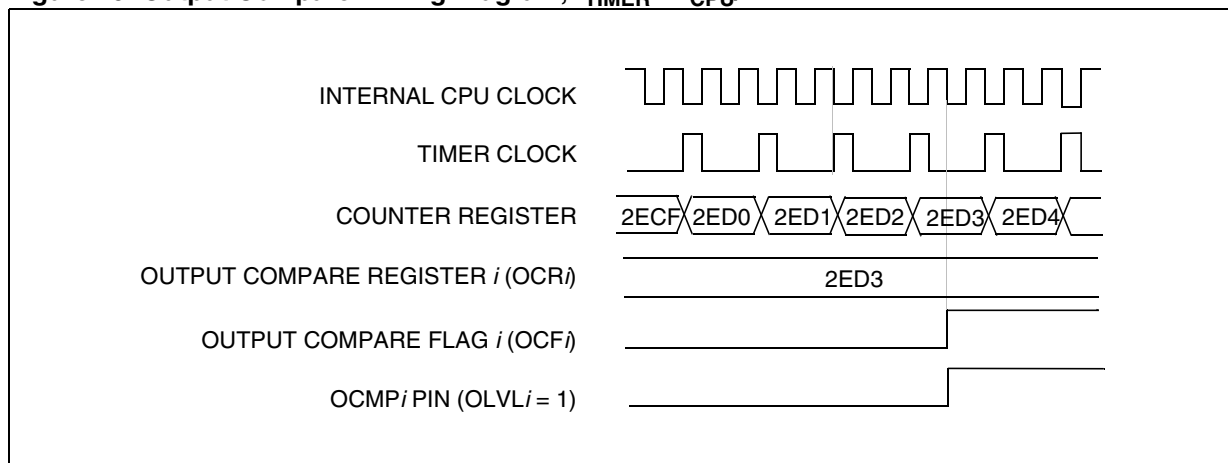 INTERNAL CPU CLOCK
TIMER CLOCK
COUNTER REGISTER 2ECF 2ED0 2ED1 2ED2 2ED3 2ED4
OUTPUT COMPARE REGISTER i (OCRi) 2ED3
OUTPUT COMPARE FLAG i (OCFi)
OCMPi PIN (OLVLi = 1)